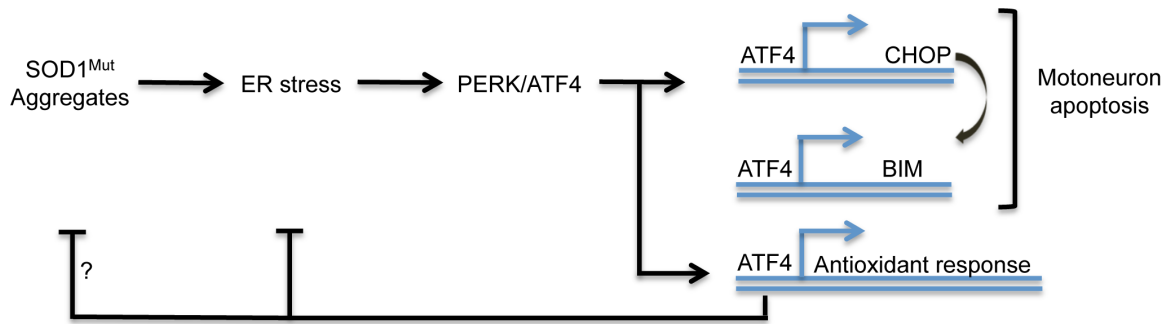 SOD1Mut
Aggregates
ER stress
PERK/ATF4
ATF4 CHOP
ATF4 BIM
Motoneuron
apoptosis
ATF4 Antioxidant response
?